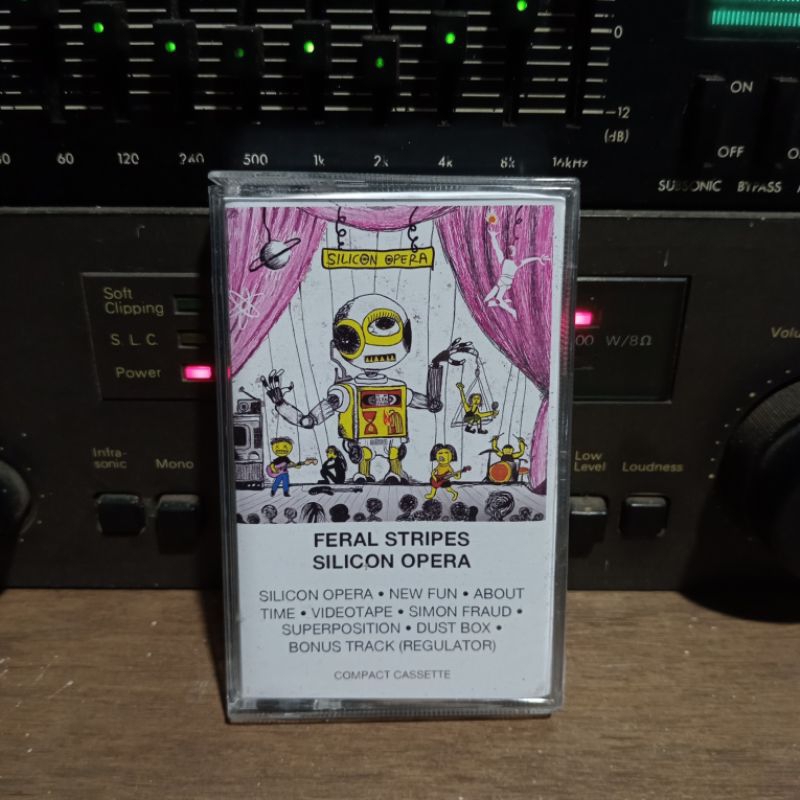 0
-12
(dB)
ON
OFF
60 120 240 500 1k 2k 4k 8k 16kHz
SUBSONIC BYPASS
SILICON OPERA
Soft
Clipping
S. L. C.
Power
W/8Ω
Infra-
sonic
Mono
Low
Level
Loudness
FERAL STRIPES
SILICON OPERA
SILICON OPERA • NEW FUN • ABOUT
TIME • VIDEOTAPE • SIMON FRAUD •
SUPERPOSITION • DUST BOX •
BONUS TRACK (REGULATOR)
COMPACT CASSETTE